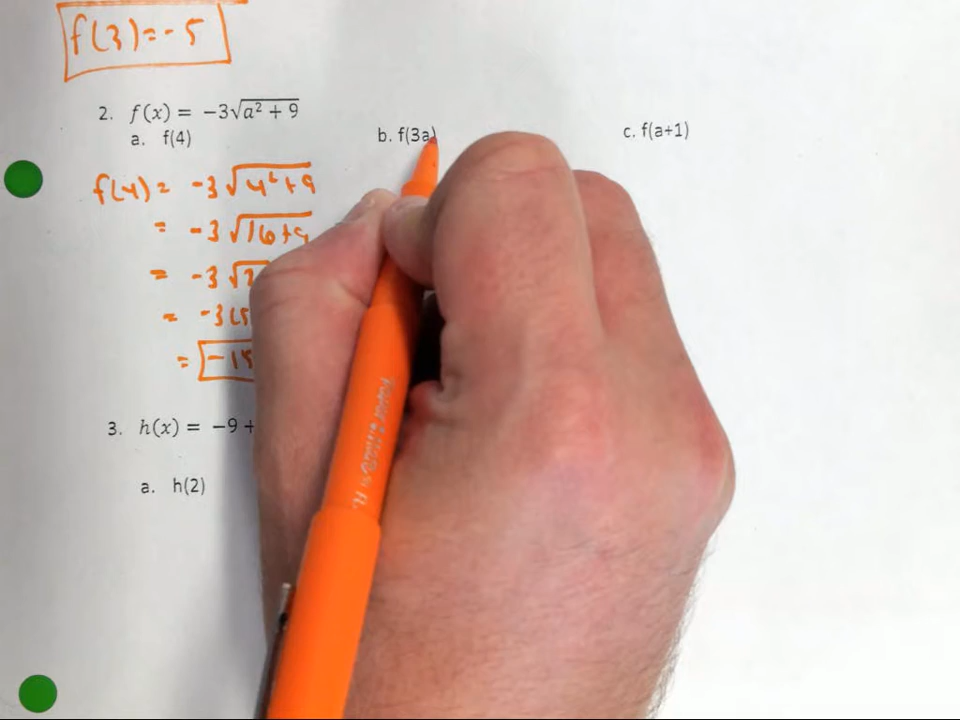 f(3)=-5
2. f(x) = −3√a² + 9
a. f(4)
b. f(3a)
c. f(a+1)
f(4) = -3√4²+9
= -3√16+9
= -3√2
= -3(5
= -15
3. h(x) = −9 +
a. h(2)